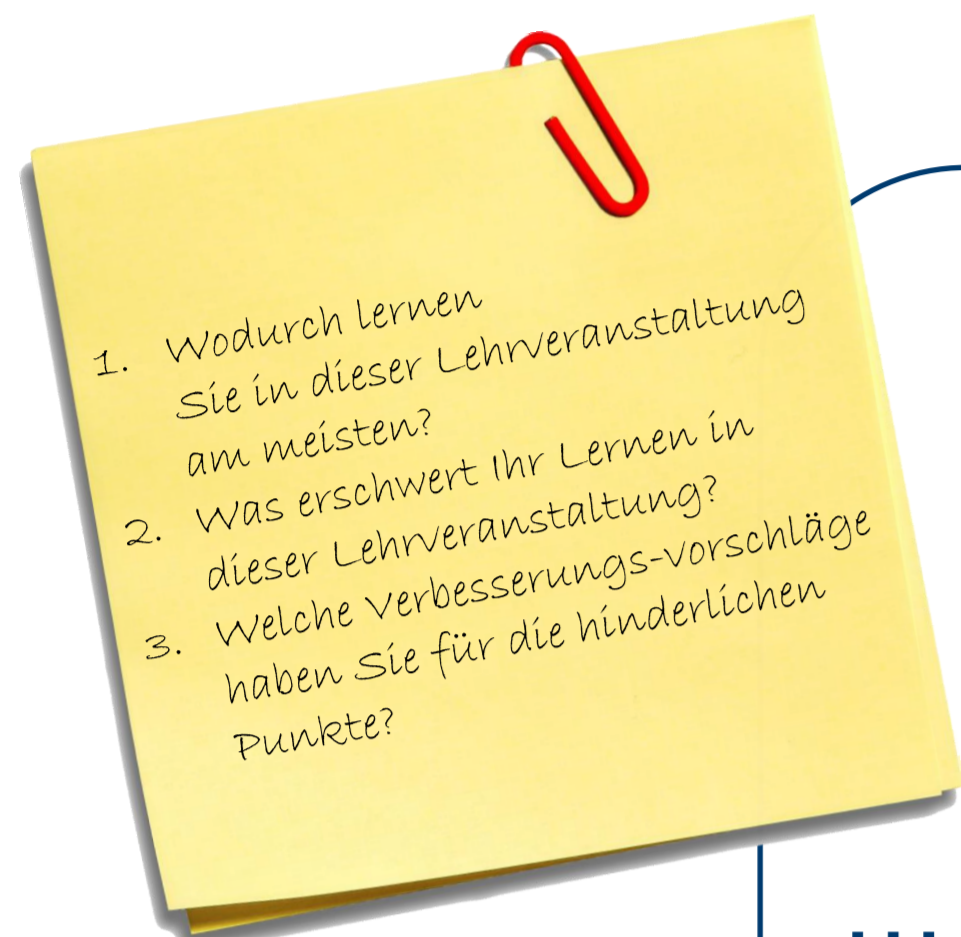 1. Wodurch lernen
Sie in dieser Lehrveranstaltung
am meisten?
2. Was erschwert Ihr Lernen in
dieser Lehrveranstaltung?
3. Welche Verbesserungs-vorschläge
haben Sie für die hinderlichen
Punkte?